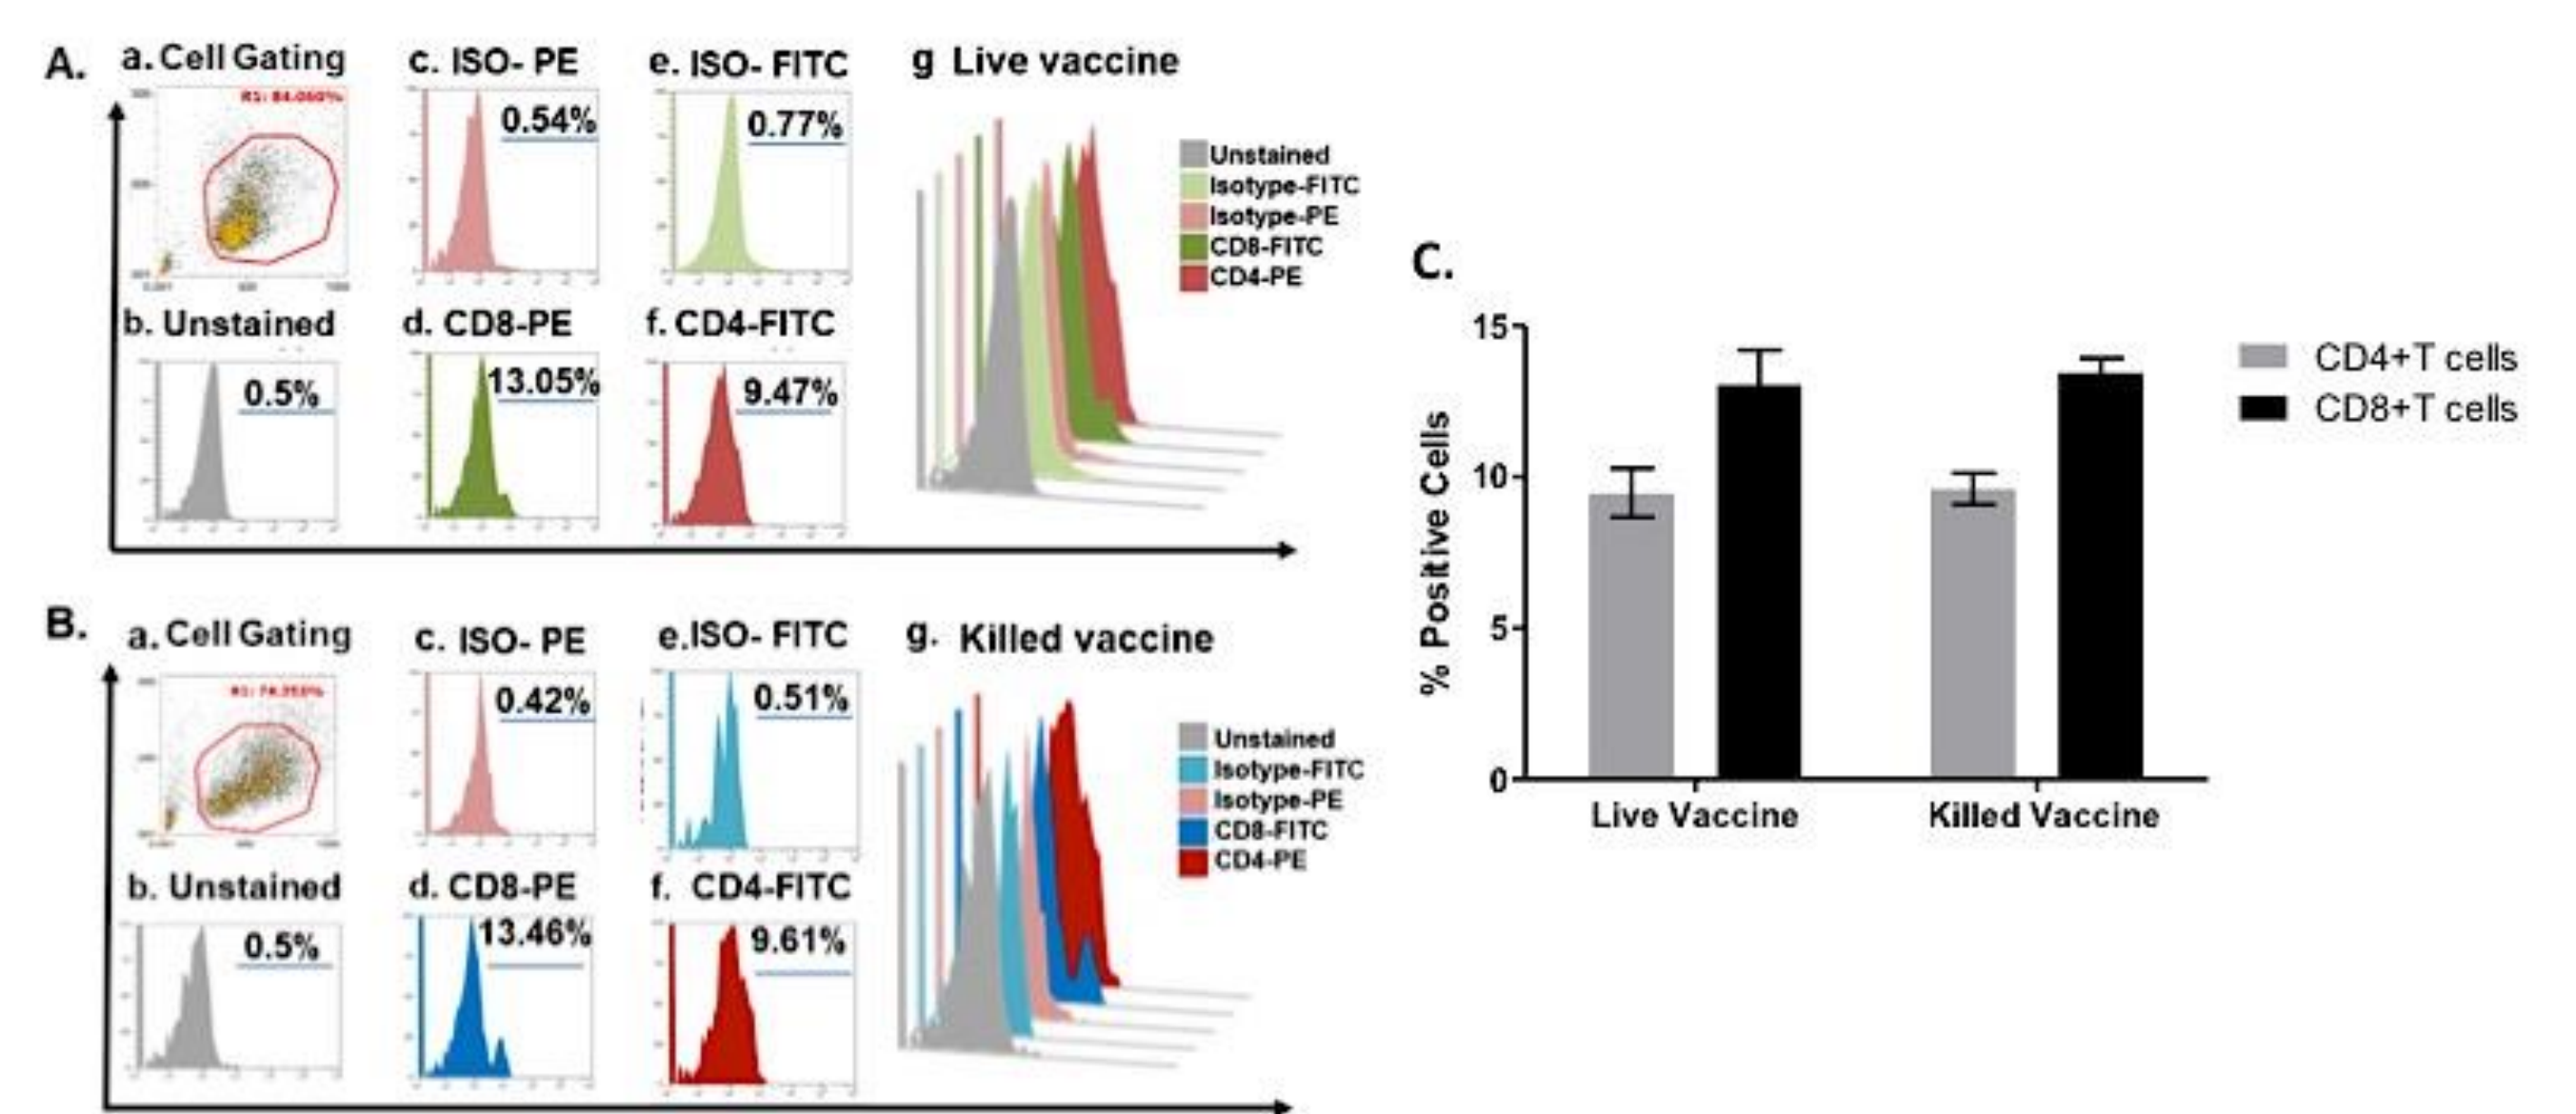 A.
a. Cell Gating
c. ISO- PE
e. ISO- FITC
g Live vaccine
0.54%
0.77%
Unstained
Isotype-FITC
Isotype-PE
CD8-FITC
CD4-PE
b. Unstained
d. CD8-PE
f. CD4-FITC
0.5%
13.05%
9.47%
B.
a. Cell Gating
c. ISO- PE
e.ISO- FITC
g. Killed vaccine
0.42%
0.51%
Unstained
Isotype-FITC
Isotype-PE
CD8-FITC
CD4-PE
b. Unstained
d. CD8-PE
f. CD4-FITC
0.5%
13.46%
9.61%
C.
% Positive Cells
15
10
5
0
Live Vaccine
Killed Vaccine
CD4+T cells
CD8+T cells